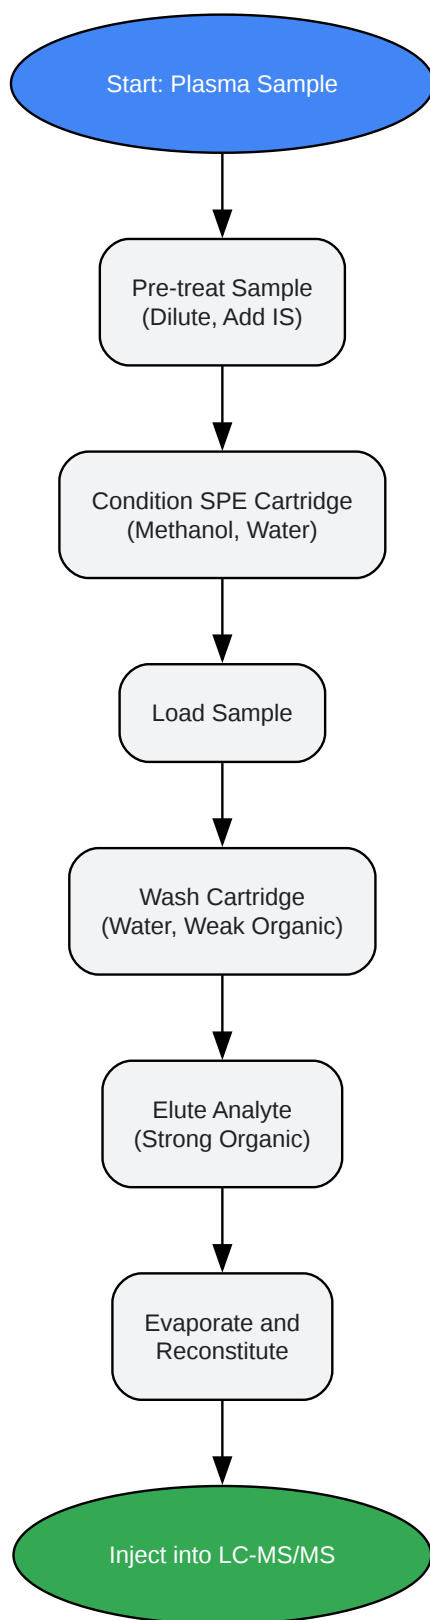 Start: Plasma Sample
Pre-treat Sample
(Dilute, Add IS)
Condition SPE Cartridge
(Methanol, Water)
Load Sample
Wash Cartridge
(Water, Weak Organic)
Elute Analyte
(Strong Organic)
Evaporate and
Reconstitute
Inject into LC-MS/MS